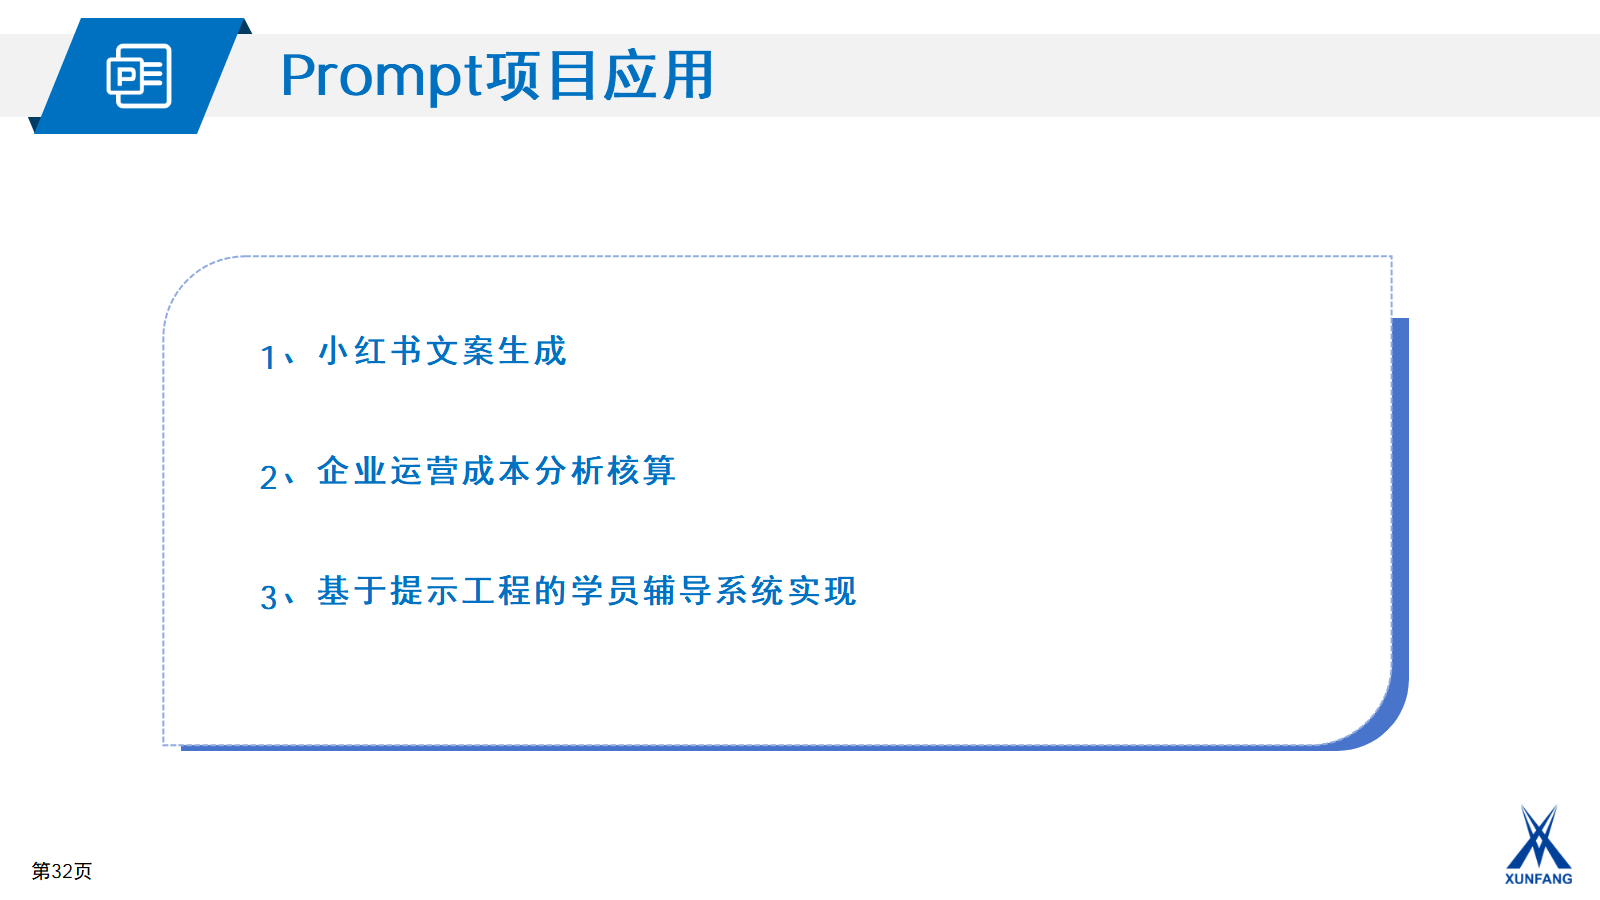 Prompt项目应用
1、小红书文案生成
2、企业运营成本分析核算
3、基于提示工程的学员辅导系统实现
第32页
XUNFANG